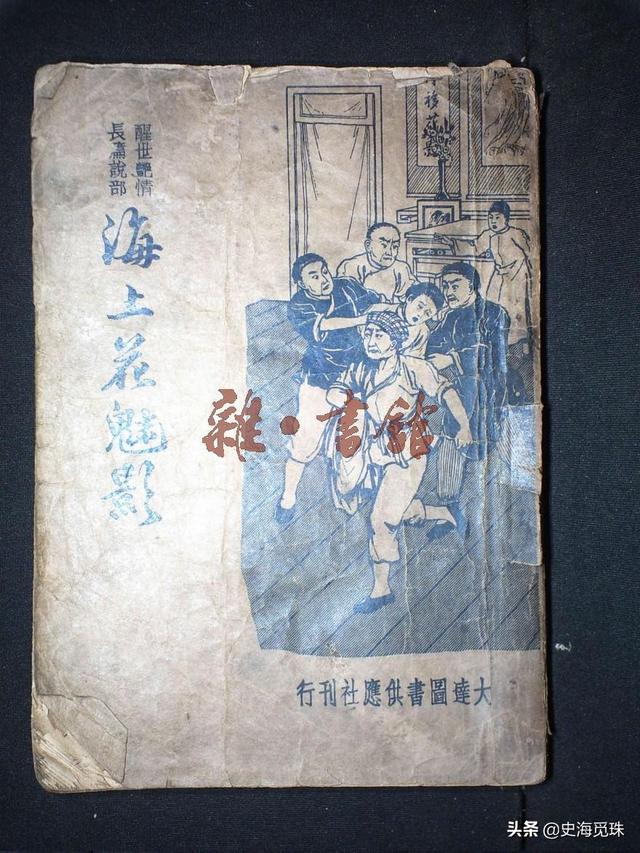 醒世艷情
長篇說部
海上花魅影
雜·書館
大達圖書供應社刊行
头条 @史海觅珠